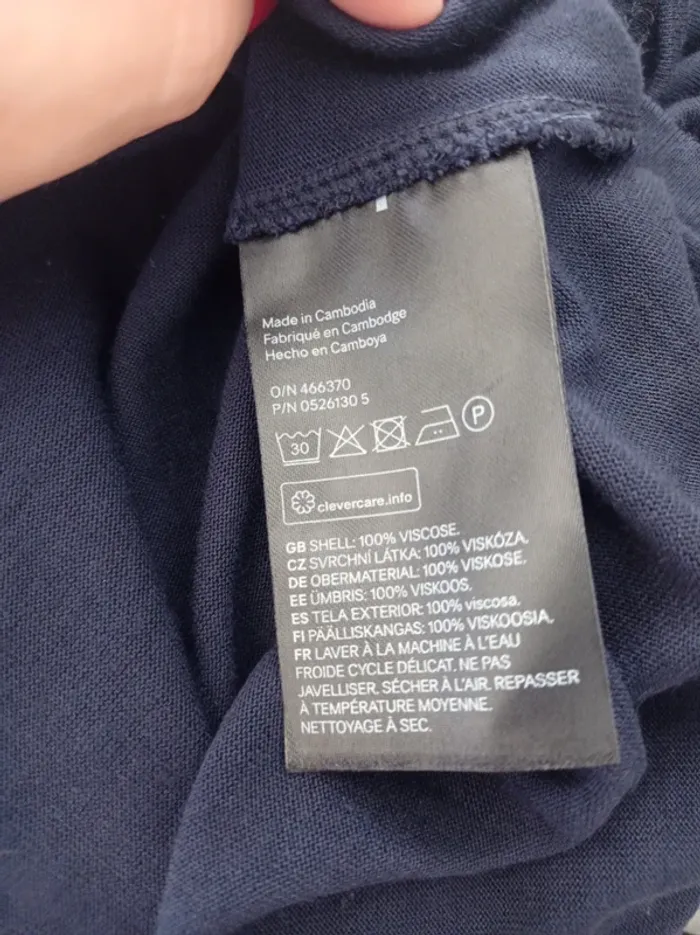 Made in Cambodia
Fabriqué en Cambodge
Hecho en Camboya
O/N 466370
P/N 0526130 5
30 P
clevercare.info
GB SHELL: 100% VISCOSE.
CZ SVRCHNÍ LÁTKA: 100% VISKÓZA.
DE OBERMATERIAL: 100% VISKOSE.
EE ÜMBRIS: 100% VISKOOS.
ES TELA EXTERIOR: 100% viscosa.
FI PÄÄLLISKANGAS: 100% VISKOOSIA.
FR LAVER À LA MACHINE À L'EAU
FROIDE CYCLE DÉLICAT. NE PAS
JAVELLISER. SÉCHER À L'AIR. REPASSER
À TEMPÉRATURE MOYENNE.
NETTOYAGE À SEC.